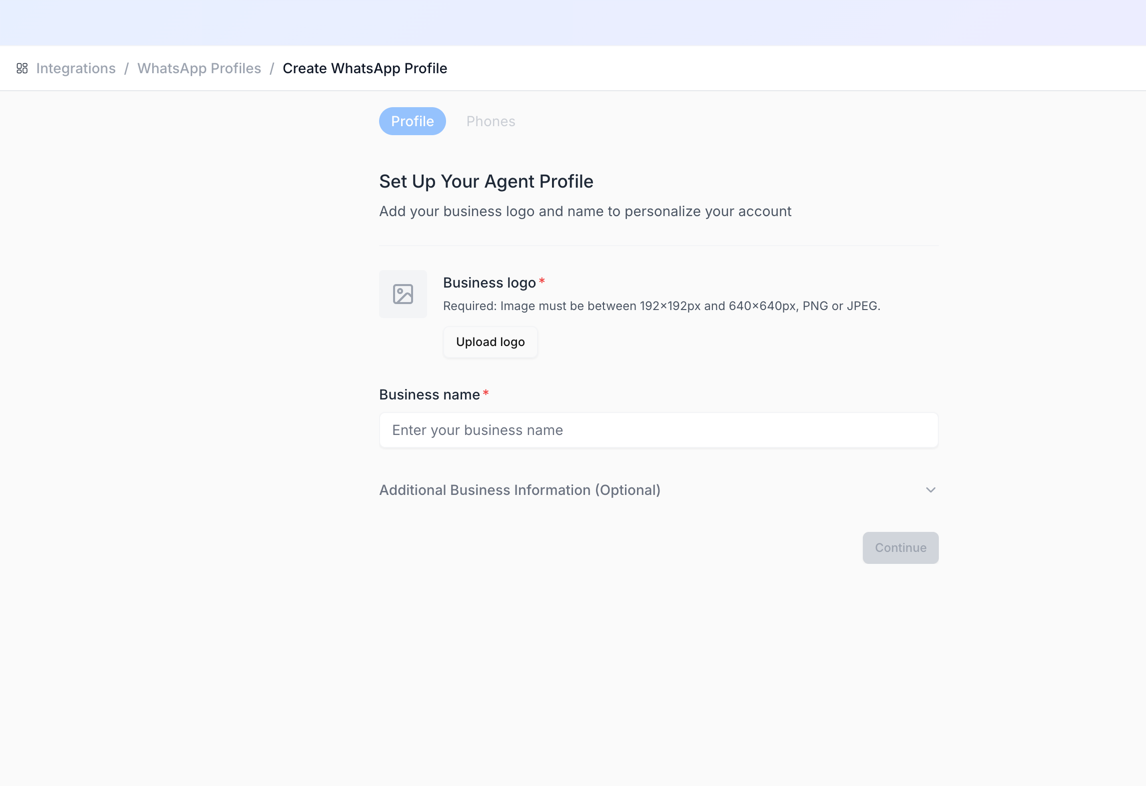 Integrations / WhatsApp Profiles / Create WhatsApp Profile
Profile Phones
Set Up Your Agent Profile
Add your business logo and name to personalize your account
Business logo*
Required: Image must be between 192×192px and 640×640px, PNG or JPEG.
Upload logo
Business name*
Enter your business name
Additional Business Information (Optional)
Continue